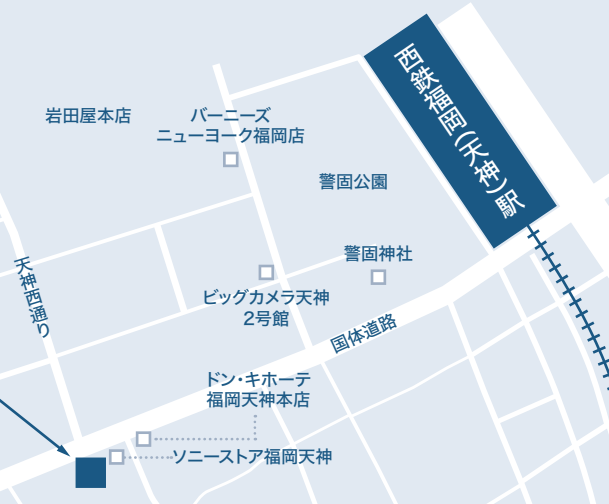 西鉄福岡(天神)駅
岩田屋本店
バーニーズ
ニューヨーク福岡店
警固公園
警固神社
天神西通り
ビッグカメラ天神
2号館
国体道路
ドン・キホーテ
福岡天神本店
ソニーストア福岡天神